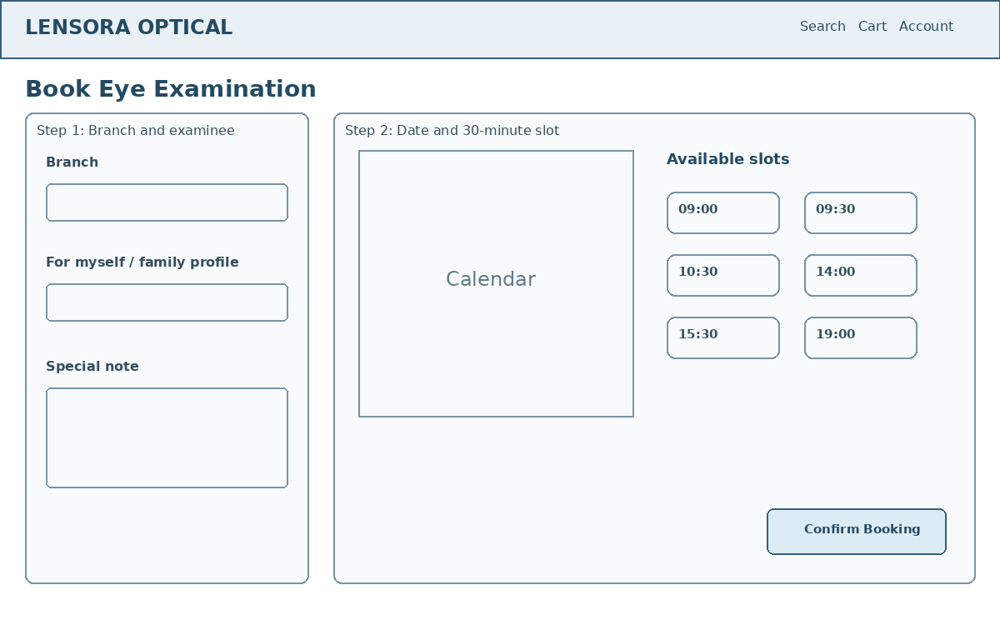 LENSORA OPTICAL
Search Cart Account
Book Eye Examination
Step 1: Branch and examinee
Branch
For myself / family profile
Special note
Step 2: Date and 30-minute slot
Calendar
Available slots
09:00 09:30
10:30 14:00
15:30 19:00
Confirm Booking